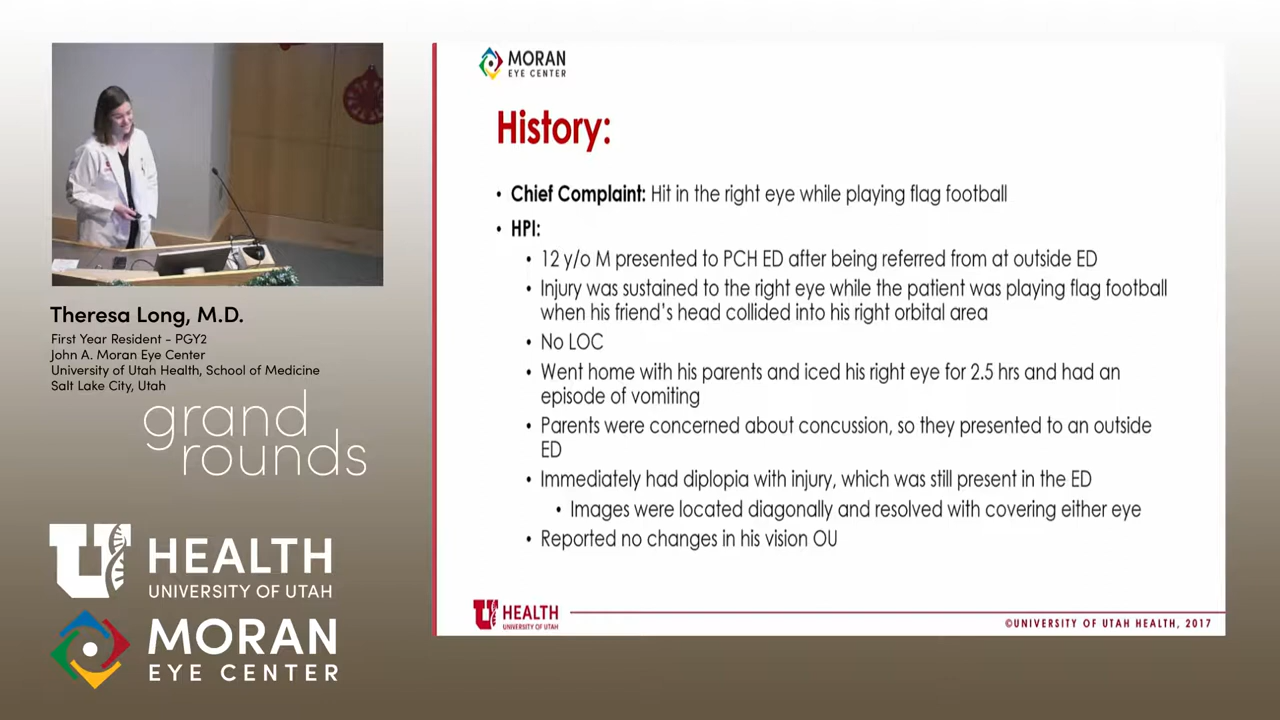 Theresa Long, M.D.
First Year Resident - PGY2
John A. Moran Eye Center
University of Utah Health, School of Medicine
Salt Lake City, Utah
grand
rounds
U HEALTH
UNIVERSITY OF UTAH
MORAN
EYE CENTER
MORAN
EYE CENTER
History:
• Chief Complaint: Hit in the right eye while playing flag football
• HPI:
• 12 y/o M presented to PCH ED after being referred from at outside ED
• Injury was sustained to the right eye while the patient was playing flag football
when his friend's head collided into his right orbital area
• No LOC
• Went home with his parents and iced his right eye for 2.5 hrs and had an
episode of vomiting
• Parents were concerned about concussion, so they presented to an outside
ED
• Immediately had diplopia with injury, which was still present in the ED
• Images were located diagonally and resolved with covering either eye
• Reported no changes in his vision OU
U HEALTH
UNIVERSITY OF UTAH
©UNIVERSITY OF UTAH HEALTH, 2017